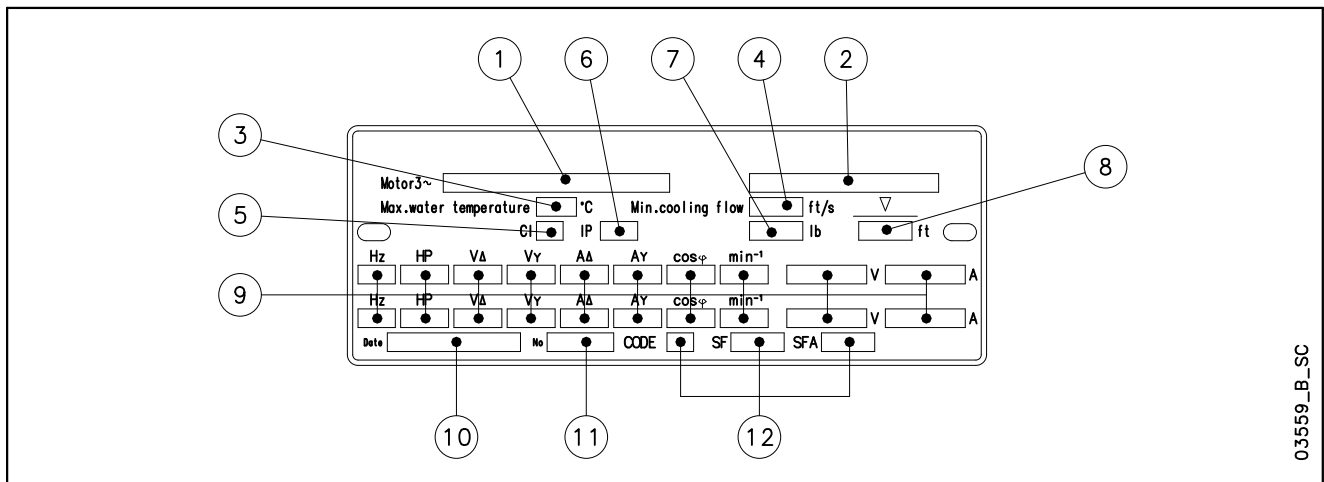 1 6 7 4 2
3
8
5
Motor3~
Max.water temperature °C Min.cooling flow ft/s ▽
Cl IP lb ft
Hz HP VΔ VY AΔ AY cosφ min⁻¹ V A
9
Hz HP VΔ VY AΔ AY cosφ min⁻¹ V A
Date No CODE SF SFA
10 11 12
03559_B_SC